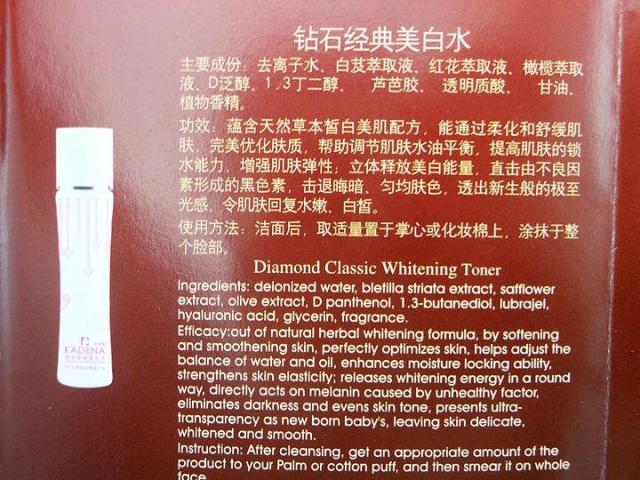 钻石经典美白水
主要成份：去离子水、白芨萃取液、红花萃取液、橄榄萃取
液、D泛醇、1.3丁二醇、 芦芭胶、 透明质酸、 甘油、
植物香精。
功效：蕴含天然草本皙白美肌配方，能通过柔化和舒缓肌
肤，完美优化肤质，帮助调节肌肤水油平衡，提高肌肤的锁
水能力，增强肌肤弹性；立体释放美白能量，直击由不良因
素形成的黑色素，击退晦暗、匀均肤色，透出新生般的极至
光感，令肌肤回复水嫩、白皙。
使用方法：洁面后，取适量置于掌心或化妆棉上，涂抹于整
个脸部。
Diamond Classic Whitening Toner
Ingredients: deionized water, bletilla striata extract, safflower
extract, olive extract, D panthenol, 1.3-butanediol, lubrajel,
hyaluronic acid, glycerin, fragrance.
Efficacy:out of natural herbal whitening formula, by softening
and smoothening skin, perfectly optimizes skin, helps adjust the
balance of water and oil, enhances moisture locking ability,
strengthens skin elasticity; releases whitening energy in a round
way, directly acts on melanin caused by unhealthy factor,
eliminates darkness and evens skin tone, presents ultra-
transparency as new born baby's, leaving skin delicate,
whitened and smooth.
Instruction: After cleansing, get an appropriate amount of the
product to your Palm or cotton puff, and then smear it on whole
face.
KADENA